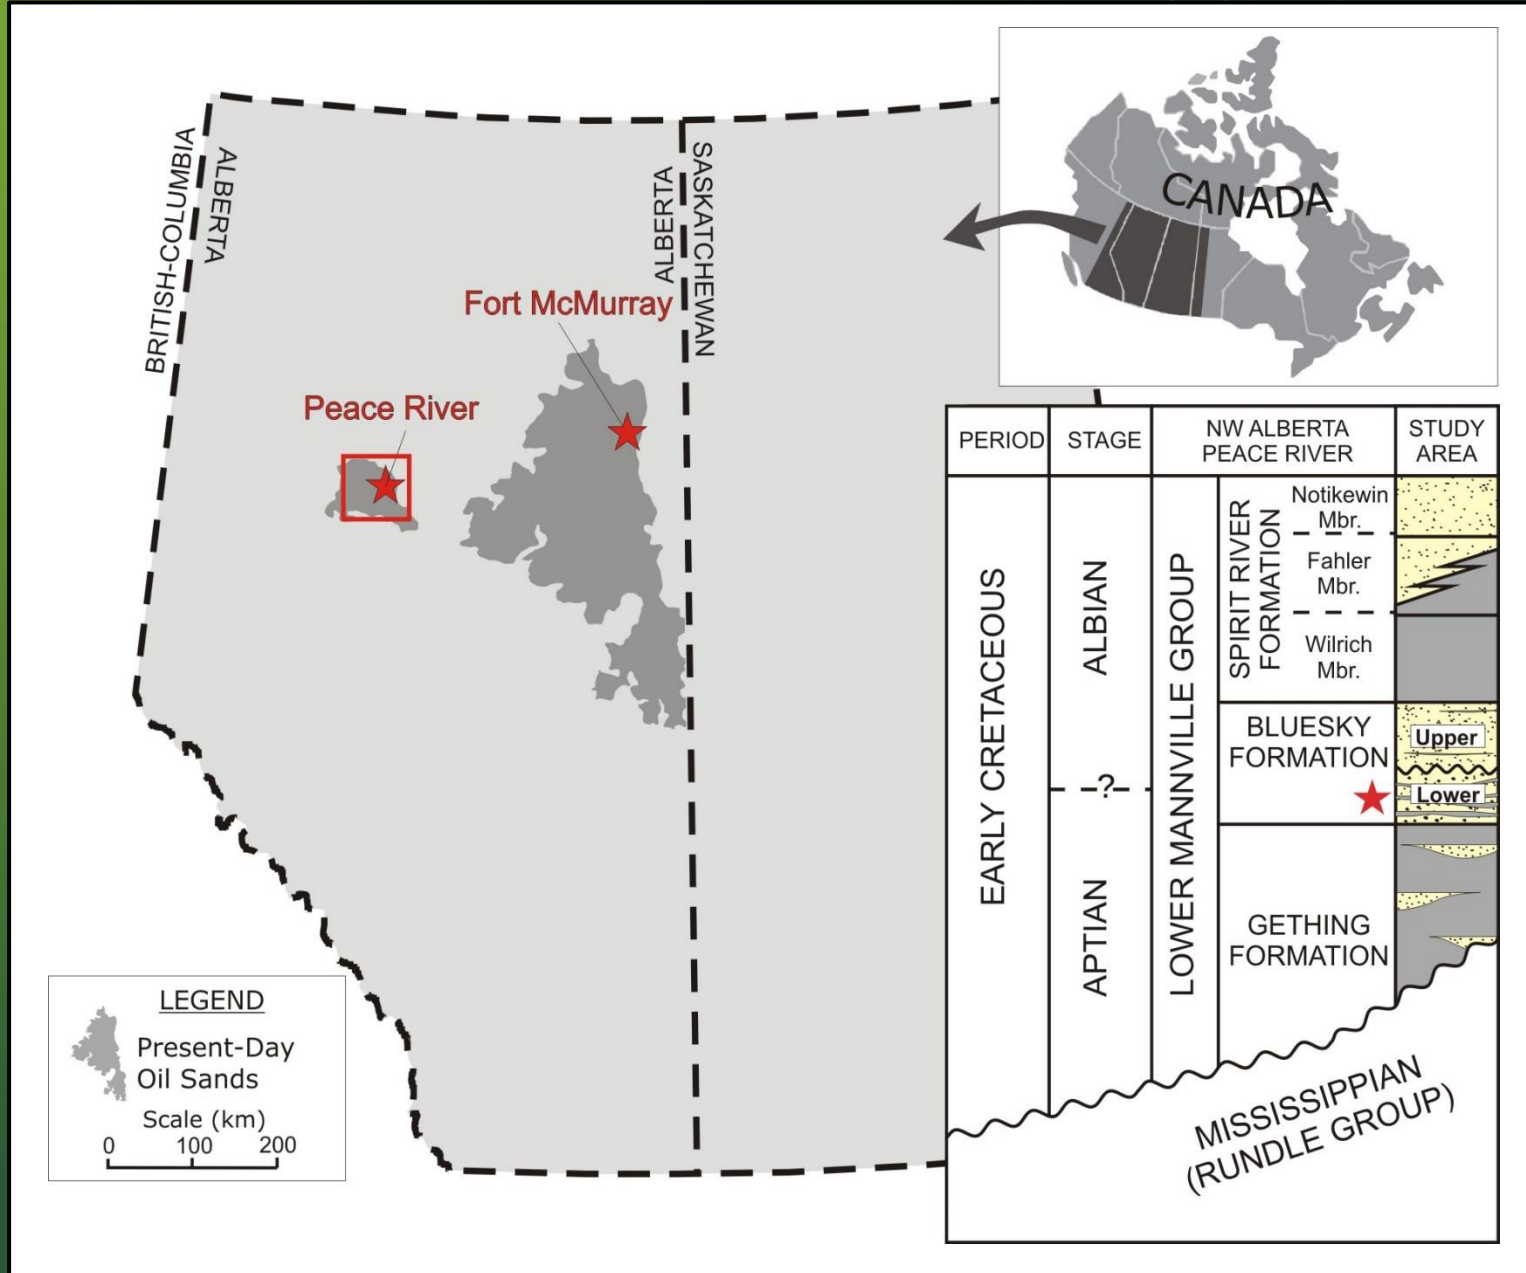 CANADA
BRITISH-COLUMBIA
ALBERTA
ALBERTA
SASKATCHEWAN
Fort McMurray
Peace River
PERIOD
STAGE
NW ALBERTA
PEACE RIVER
STUDY
AREA
EARLY CRETACEOUS
ALBIAN
-?-
APTIAN
LOWER MANNVILLE GROUP
SPIRIT RIVER
FORMATION
Notikewin
Mbr.
Fahler
Mbr.
Wilrich
Mbr.
BLUESKY
FORMATION
Upper
Lower
GETHING
FORMATION
MISSISSIPPIAN
(RUNDLE GROUP)
LEGEND
Present-Day
Oil Sands
Scale (km)
0 100 200